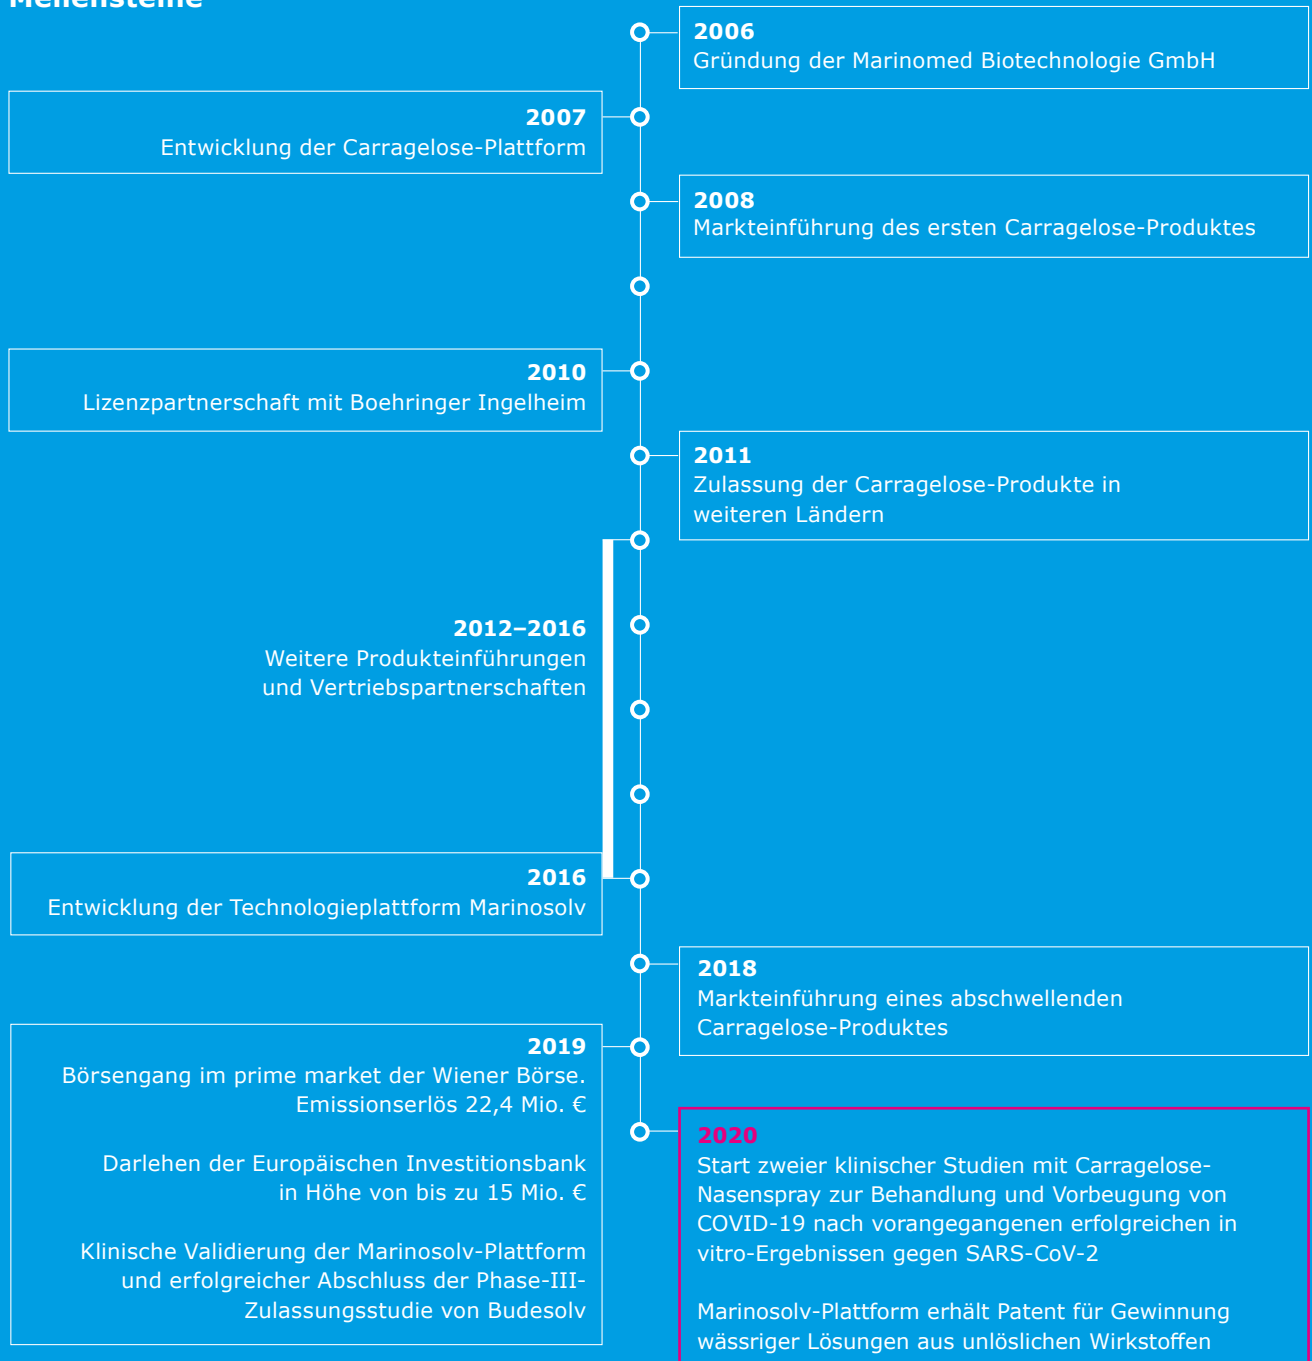 Meilensteine
2006
Gründung der Marinomed Biotechnologie GmbH
2007
Entwicklung der Carragelose-Plattform
2008
Markteinführung des ersten Carragelose-Produktes
2010
Lizenzpartnerschaft mit Boehringer Ingelheim
2011
Zulassung der Carragelose-Produkte in
weiteren Ländern
2012–2016
Weitere Produkteinführungen
und Vertriebspartnerschaften
2016
Entwicklung der Technologieplattform Marinosolv
2018
Markteinführung eines abschwellenden
Carragelose-Produktes
2019
Börsengang im prime market der Wiener Börse.
Emissionserlös 22,4 Mio. €
Darlehen der Europäischen Investitionsbank
in Höhe von bis zu 15 Mio. €
Klinische Validierung der Marinosolv-Plattform
und erfolgreicher Abschluss der Phase-III-
Zulassungsstudie von Budesolv
2020
Start zweier klinischer Studien mit Carragelose-
Nasenspray zur Behandlung und Vorbeugung von
COVID-19 nach vorangegangenen erfolgreichen in
vitro-Ergebnissen gegen SARS-CoV-2
Marinosolv-Plattform erhält Patent für Gewinnung
wässriger Lösungen aus unlöslichen Wirkstoffen